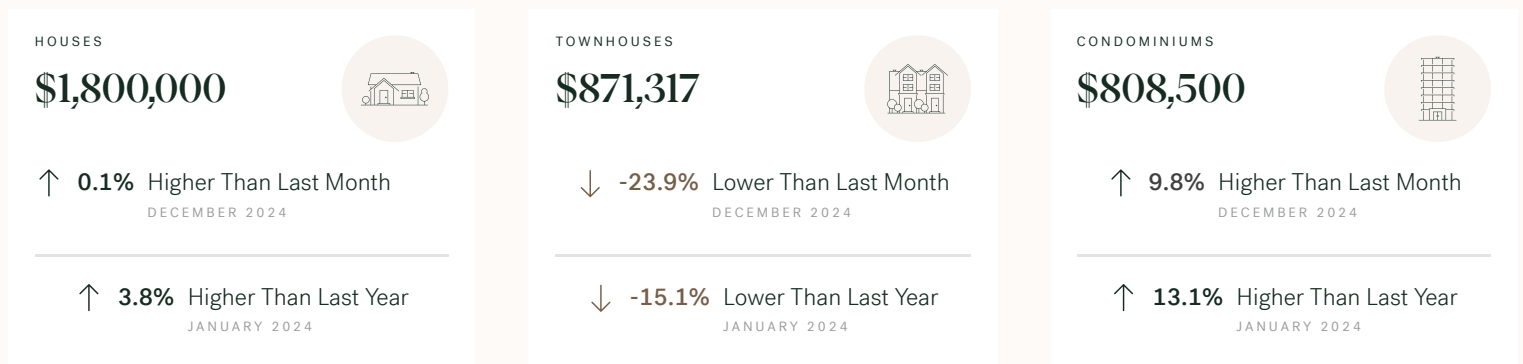 HOUSES
$1,800,000
0.1% Higher Than Last Month
DECEMBER 2024
3.8% Higher Than Last Year
JANUARY 2024
TOWNHOUSES
$871,317
-23.9% Lower Than Last Month
DECEMBER 2024
-15.1% Lower Than Last Year
JANUARY 2024
CONDOMINIUMS
$808,500
9.8% Higher Than Last Month
DECEMBER 2024
13.1% Higher Than Last Year
JANUARY 2024